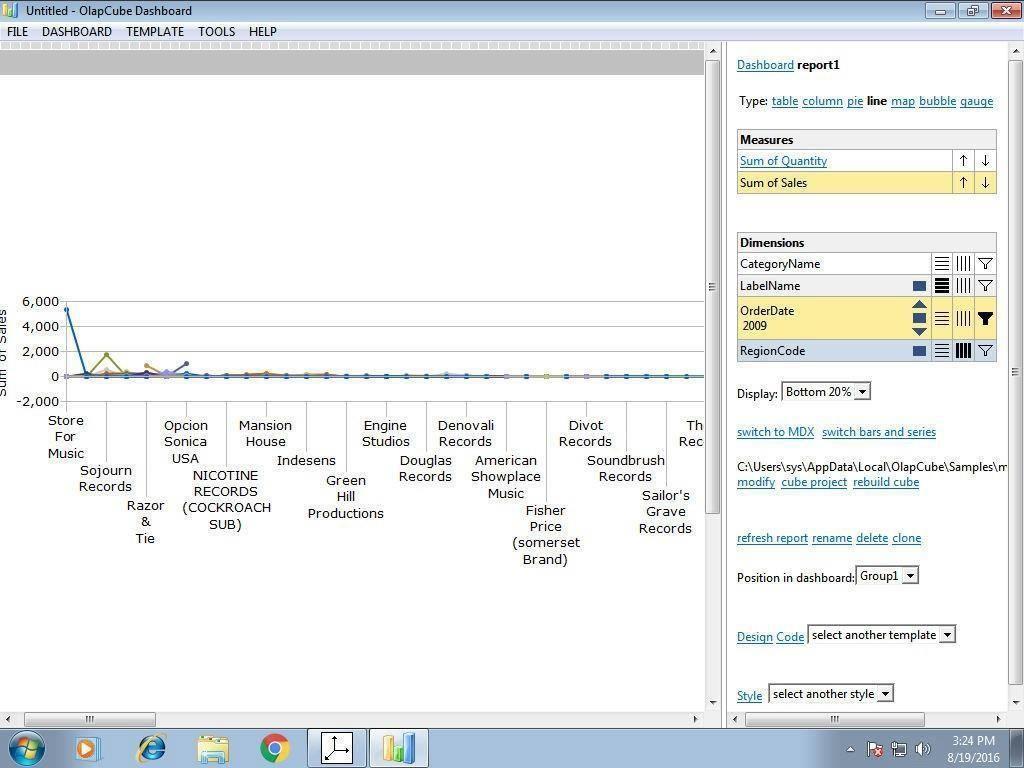 Untitled - OlapCube Dashboard
FILE DASHBOARD TEMPLATE TOOLS HELP
Sum of Sales
6,000
4,000
2,000
0
-2,000
Store
For
Music
Sojourn
Records
Razor
&
Tie
Opcion
Sonica
USA
NICOTINE
RECORDS
(COCKROACH
SUB)
Mansion
House
Indesens
Green
Hill
Productions
Engine
Studios
Douglas
Records
Denovali
Records
American
Showplace
Music
Fisher
Price
(somerset
Brand)
Divot
Records
Soundbrush
Records
Sailor's
Grave
Records
Th
Rec
Dashboard report1
Type: table column pie line map bubble gauge
Measures
Sum of Quantity
Sum of Sales
Dimensions
CategoryName
LabelName
OrderDate
2009
RegionCode
Display: Bottom 20%
switch to MDX switch bars and series
C:\Users\sys\AppData\Local\OlapCube\Samples\m
modify cube project rebuild cube
refresh report rename delete clone
Position in dashboard: Group1
Design Code select another template
Style select another style
3:24 PM
8/19/2016